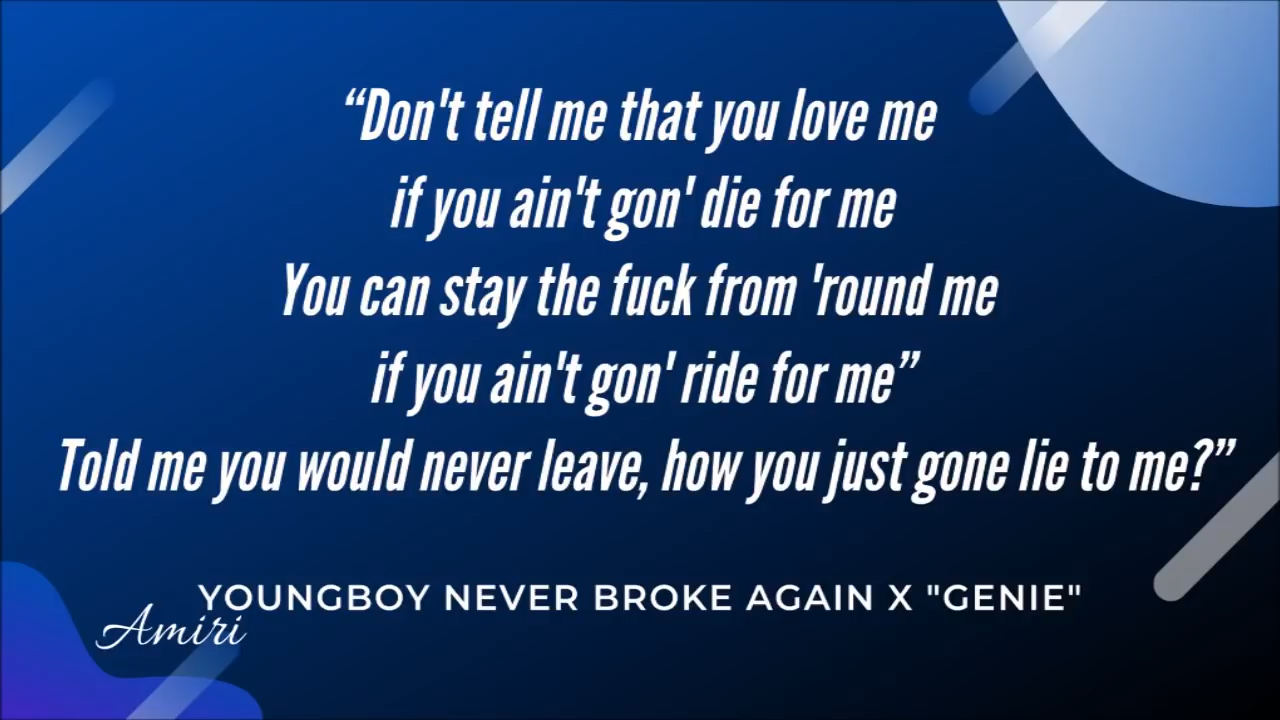 “Don't tell me that you love me
if you ain't gon' die for me
You can stay the fuck from 'round me
if you ain't gon' ride for me”
Told me you would never leave, how you just gone lie to me?”
YOUNGBOY NEVER BROKE AGAIN X "GENIE"
Amiri